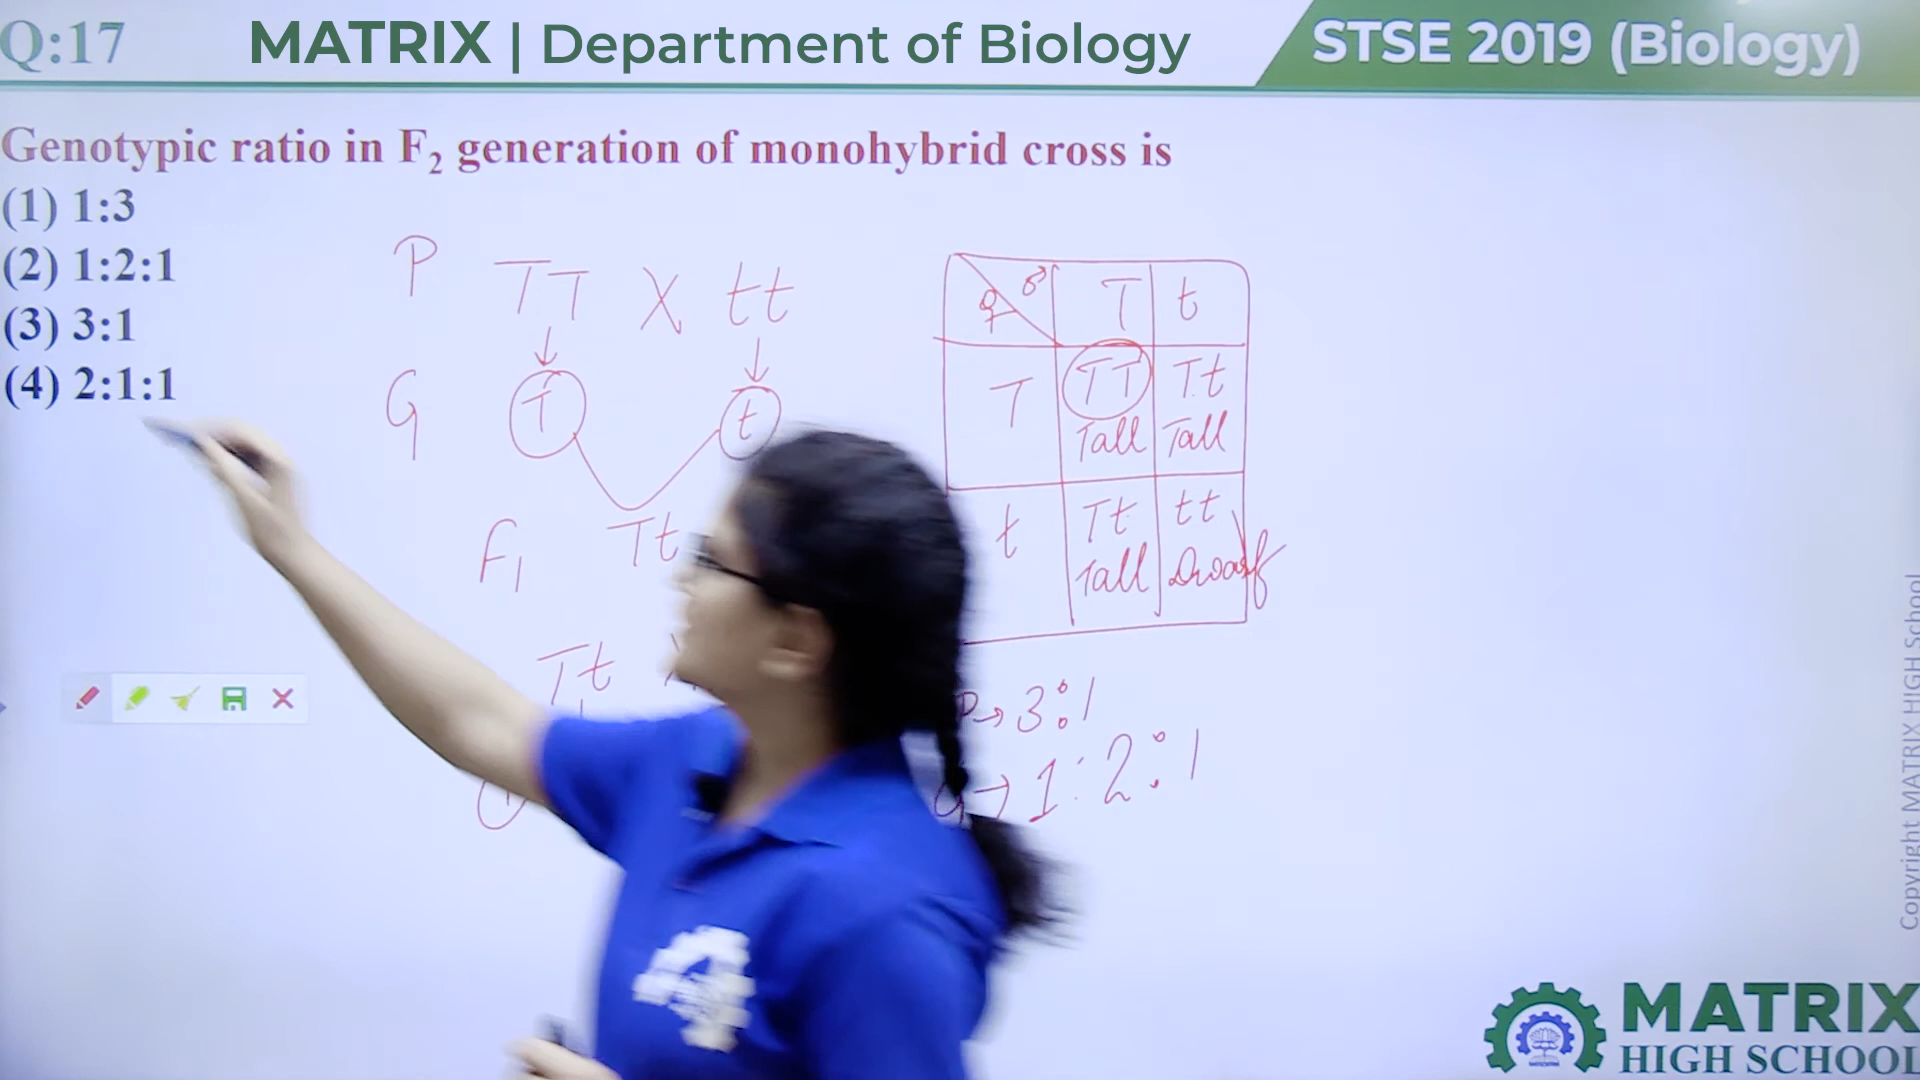 Q:17
MATRIX | Department of Biology
STSE 2019 (Biology)
Genotypic ratio in F₂ generation of monohybrid cross is
(1) 1:3
(2) 1:2:1
(3) 3:1
(4) 2:1:1
P TT X tt
G T t
F₁ Tt
Tt
♀ ♂ T t
T TT Tt
Tall Tall
t Tt tt
Tall Dwarf
P→ 3:1
G→ 1:2:1
Copyright MATRIX HIGH School
MATRIX
HIGH SCHOOL